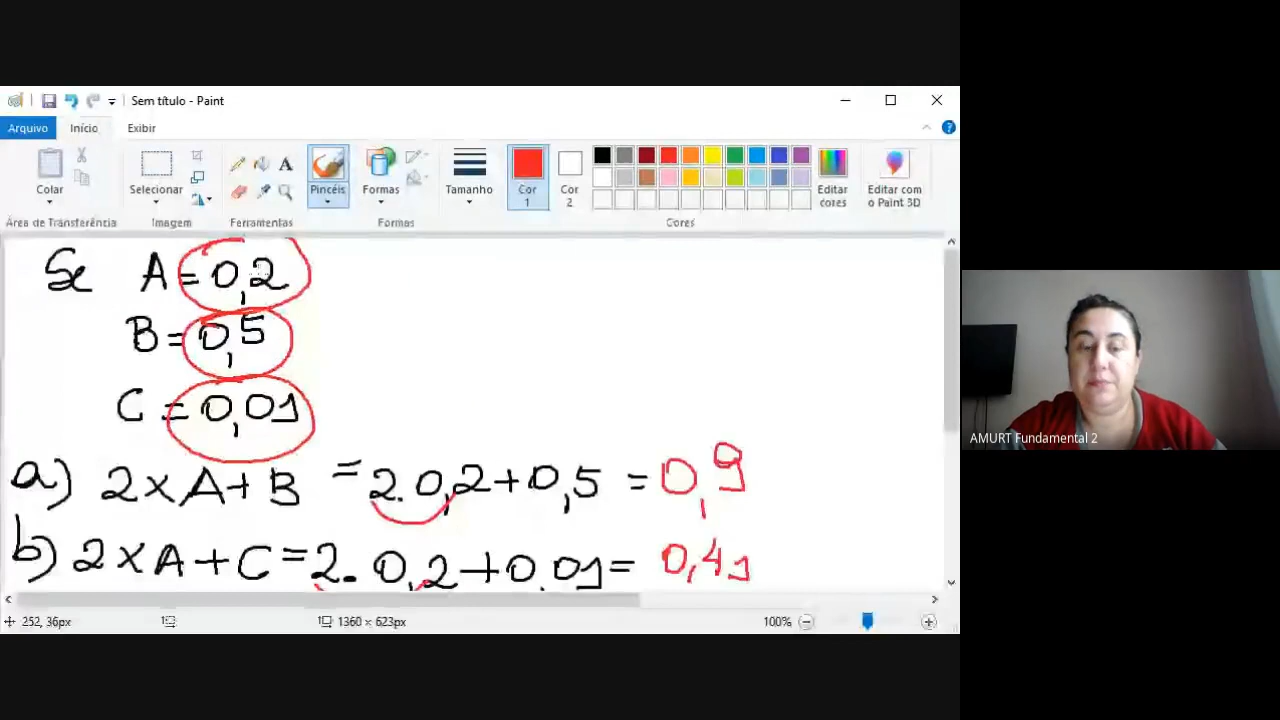 Sem título - Paint
Arquivo Início Exibir
Colar Selecionar Pincéis Formas Tamanho Cor 1 Cor 2 Editar cores Editar com o Paint 3D
Área de Transferência Imagem Ferramentas Formas Cores
Se A = 0,2
B = 0,5
C = 0,01
a) 2 x A + B = 2. 0,2 + 0,5 = 0,9
b) 2 x A + C = 2. 0,2 + 0,01 = 0,41
252, 36px 1360 × 623px 100%
AMURT Fundamental 2